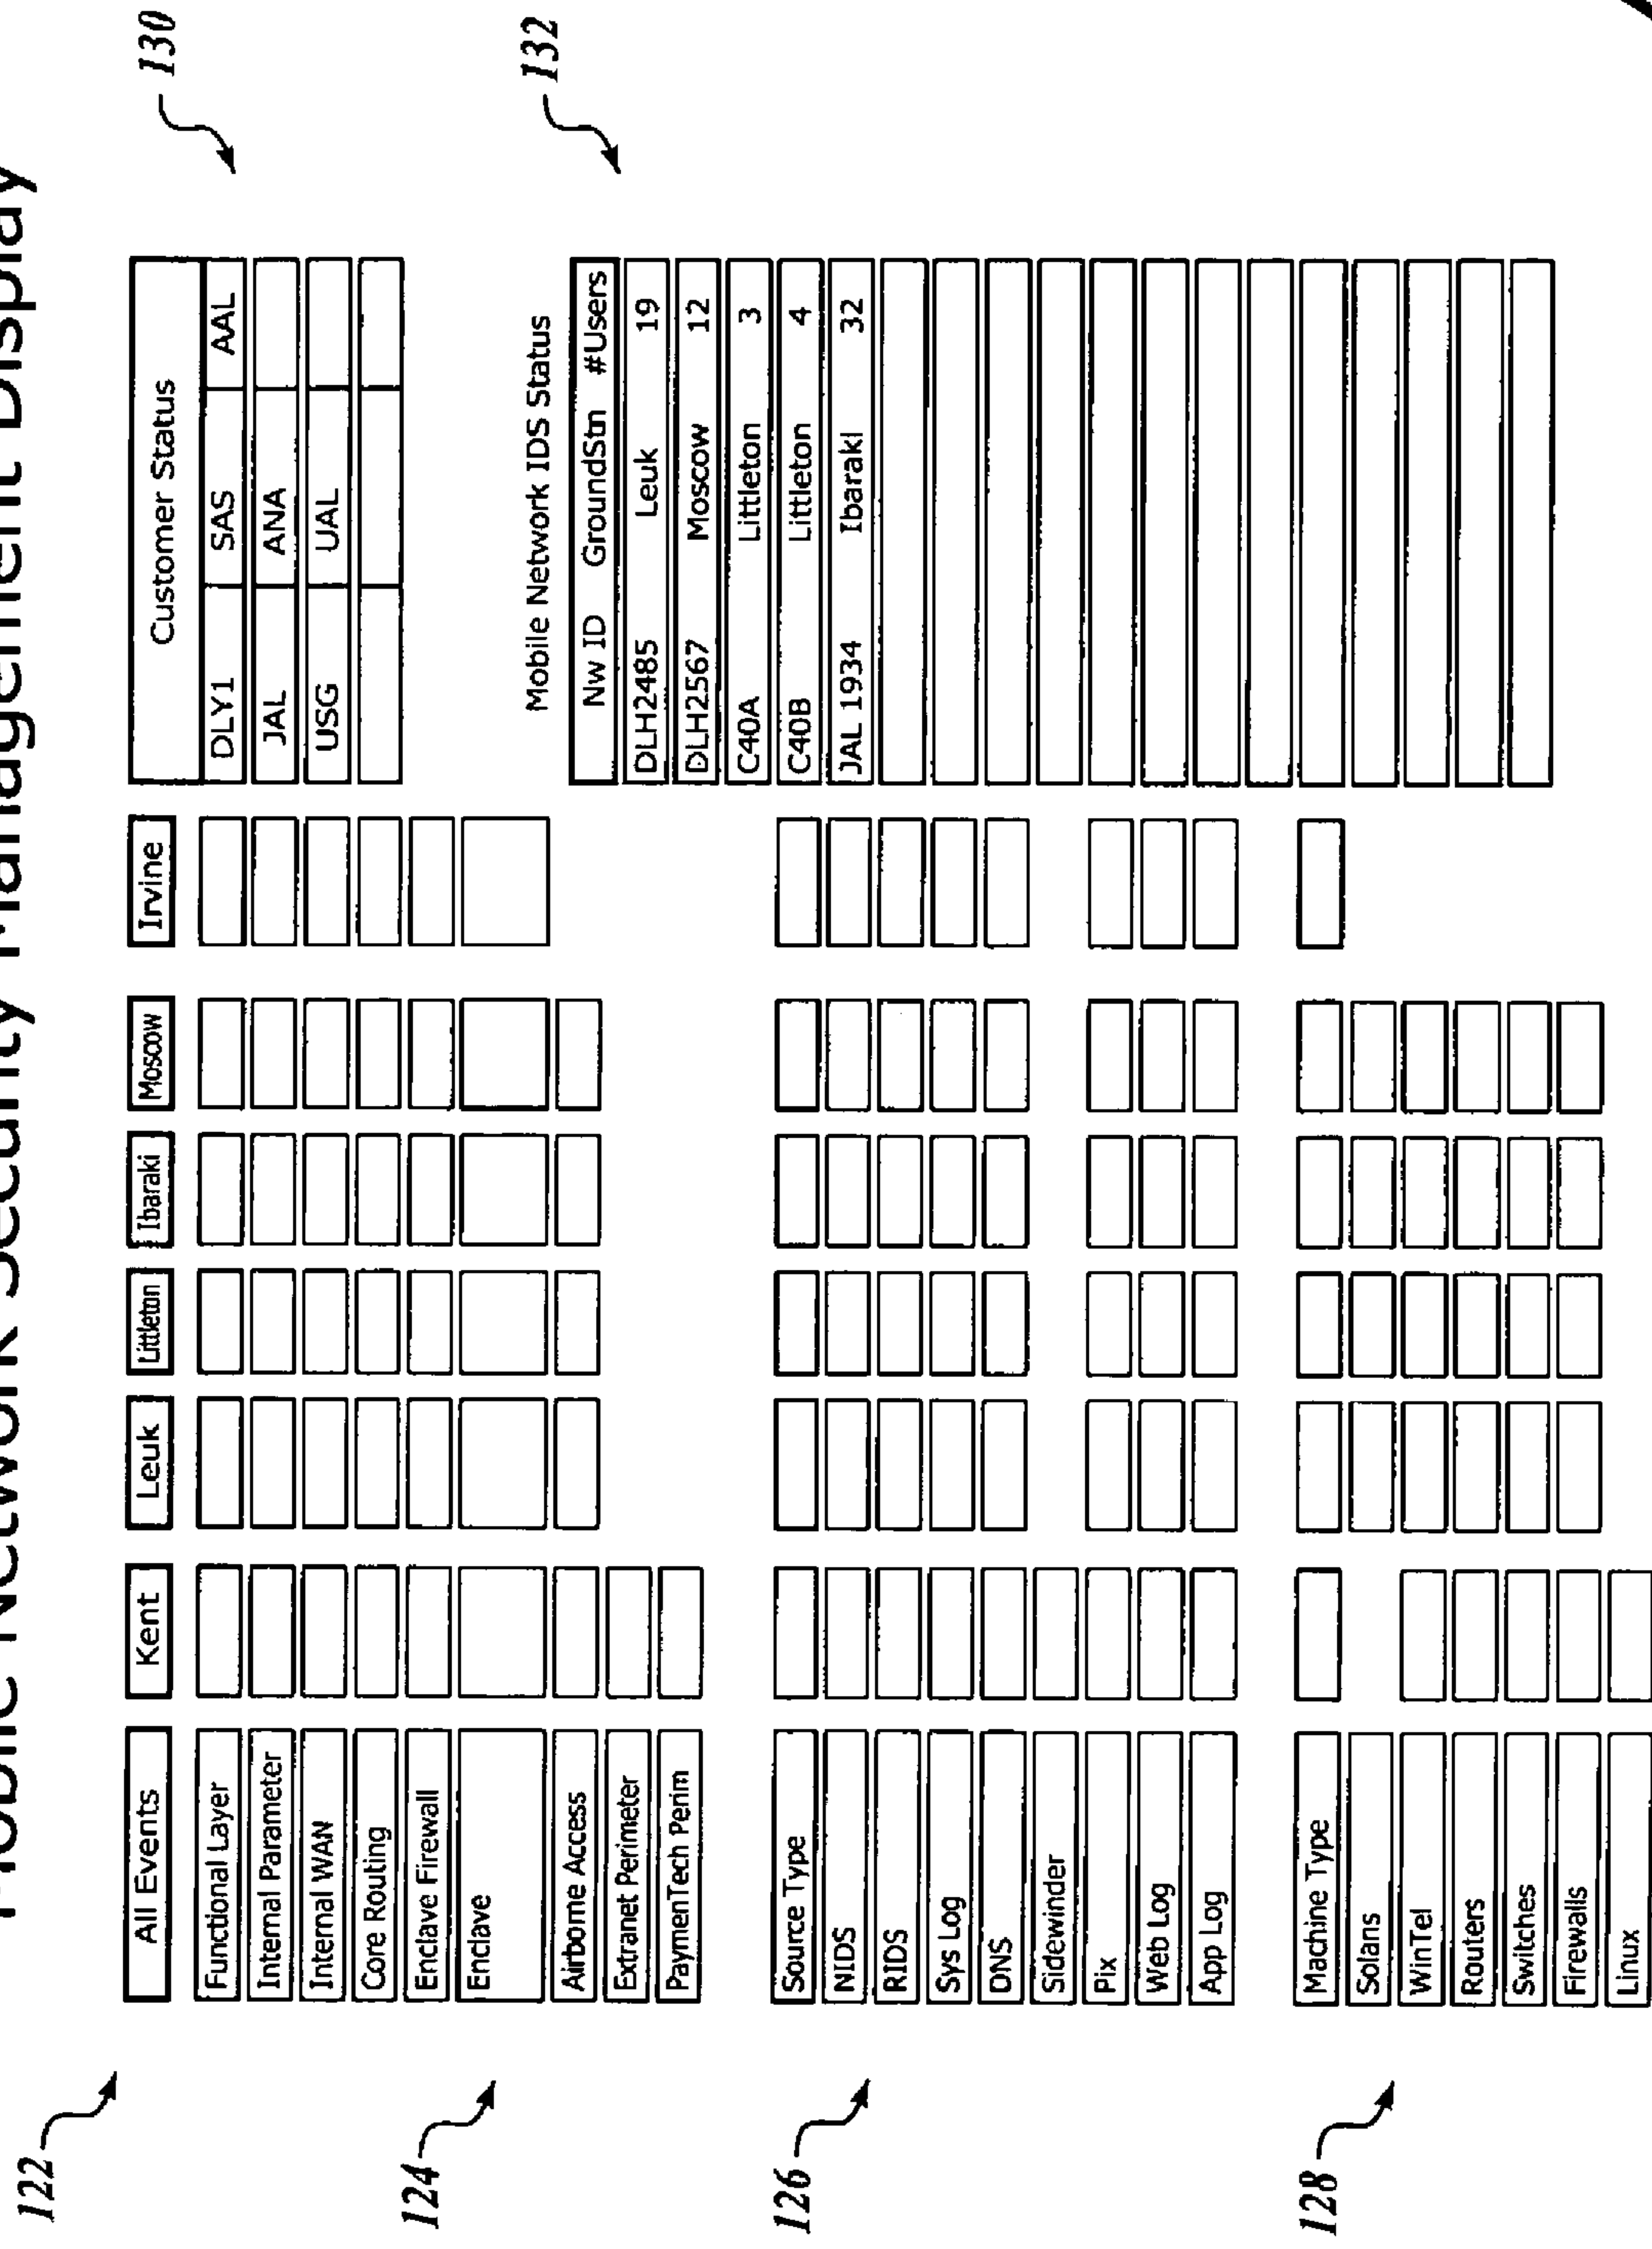 Mobile Network Security Management Display
122
All Events
Kent
Leuk
Littleton
Ibaraki
Moscow
Irvine
124
Functional Layer
Internal Parameter
Internal WAN
Core Routing
Enclave Firewall
Enclave
Airborne Access
Extranet Perimeter
PaymenTech Perim
126
Source Type
NIDS
RIDS
Sys Log
DNS
Sidewinder
Pix
Web Log
App Log
128
Machine Type
Solans
WinTel
Routers
Switches
Firewalls
Linux
130
Customer Status
DLY1 SAS AAL
JAL ANA
USG UAL
132
Mobile Network IDS Status
Nw ID GroundStn #Users
DLH2485 Leuk 19
DLH2567 Moscow 12
C40A Littleton 3
C40B Littleton 4
JAL 1934 Ibaraki 32